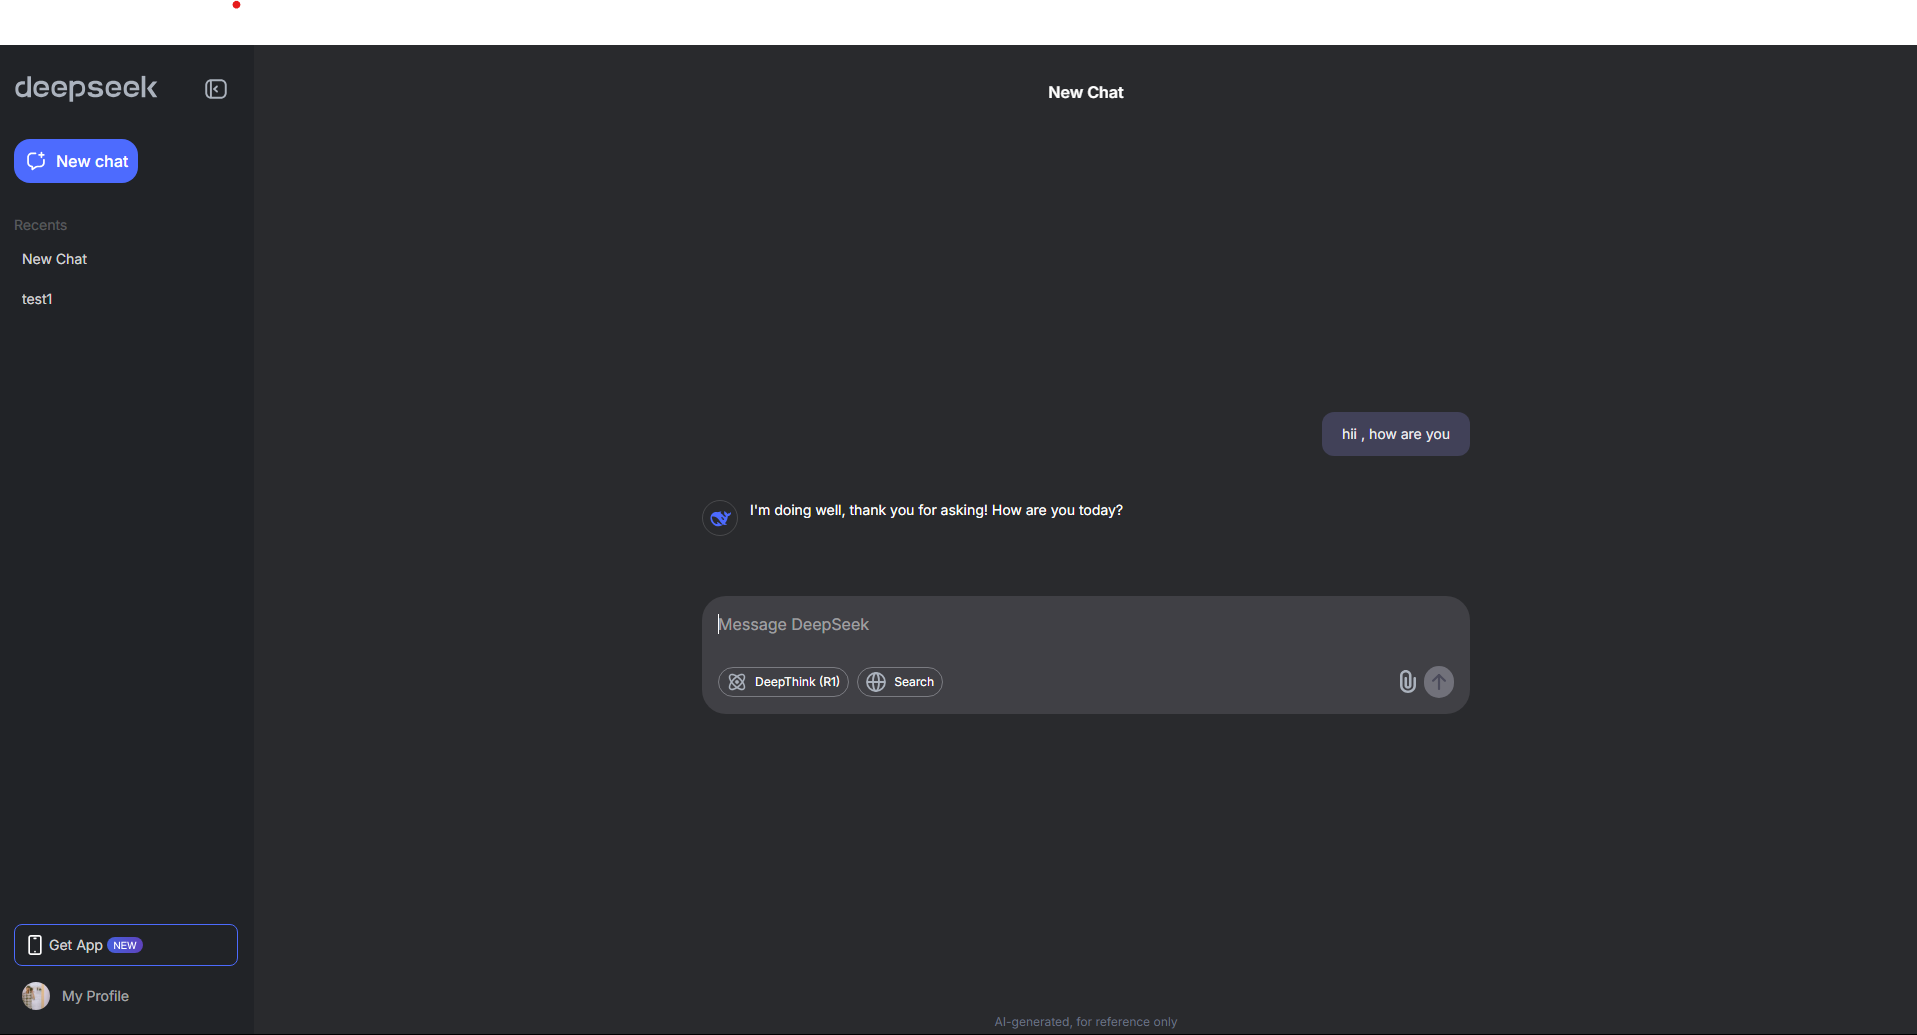 deepseek
New chat
Recents
New Chat
test1
Get App NEW
My Profile
New Chat
hii , how are you
I'm doing well, thank you for asking! How are you today?
Message DeepSeek
DeepThink (R1)
Search
AI-generated, for reference only